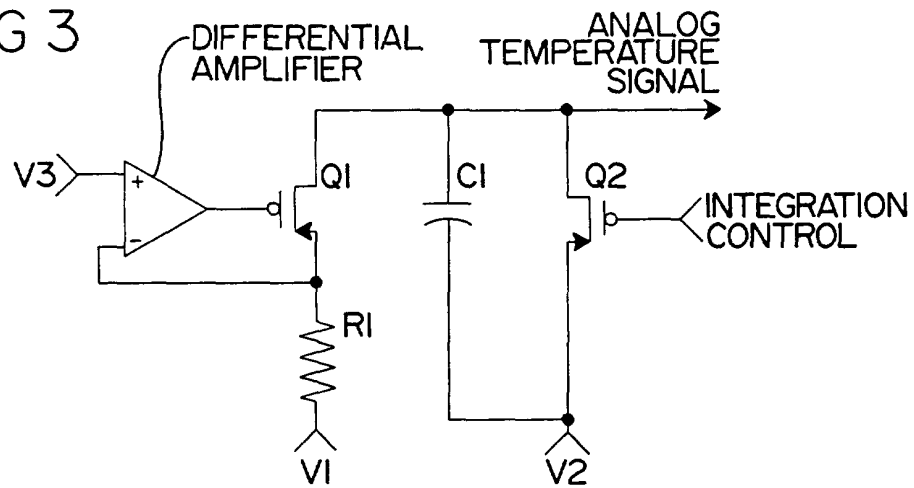 G 3
DIFFERENTIAL
AMPLIFIER
ANALOG
TEMPERATURE
SIGNAL
V3
+
-
Q1
C1
Q2
INTEGRATION
CONTROL
R1
V1
V2